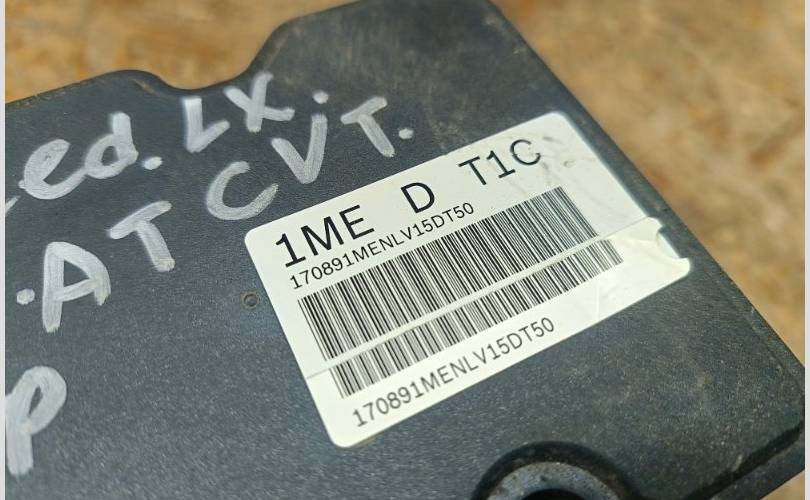 ed. LX.
.AT CVT.
P
1ME D T1C
170891MENLV15DT50
170891MENLV15DT50